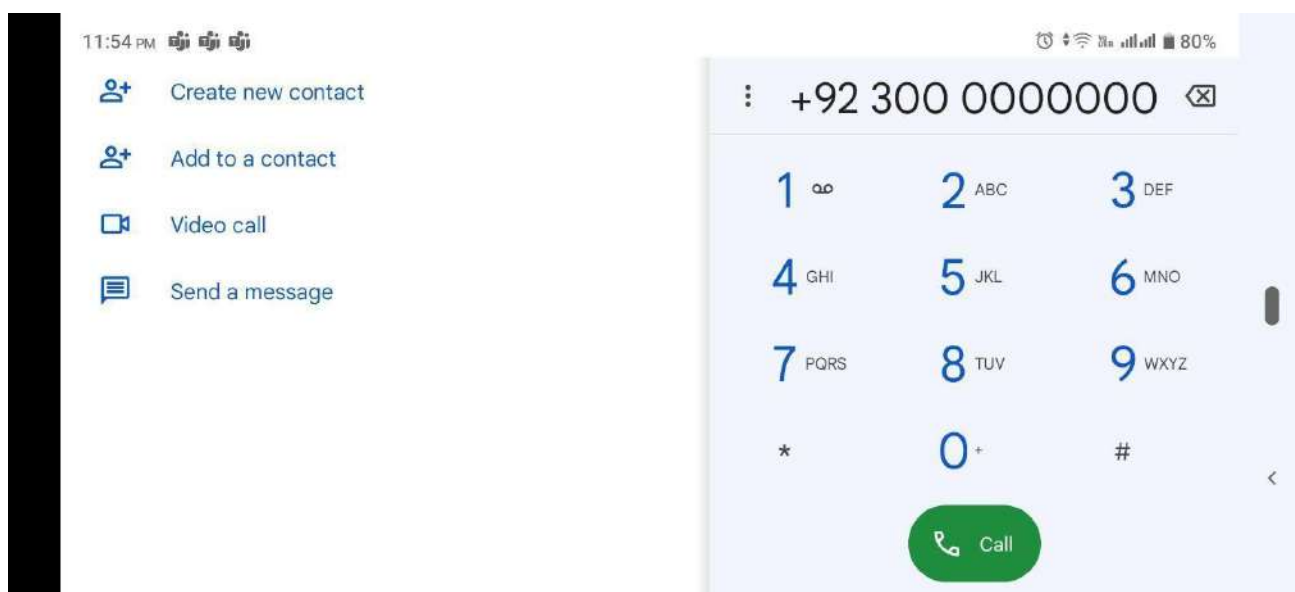 11:54 PM
80%
Create new contact
Add to a contact
Video call
Send a message
+92 300 0000000
1
2 ABC
3 DEF
4 GHI
5 JKL
6 MNO
7 PQRS
8 TUV
9 WXYZ
*
0 +
#
Call